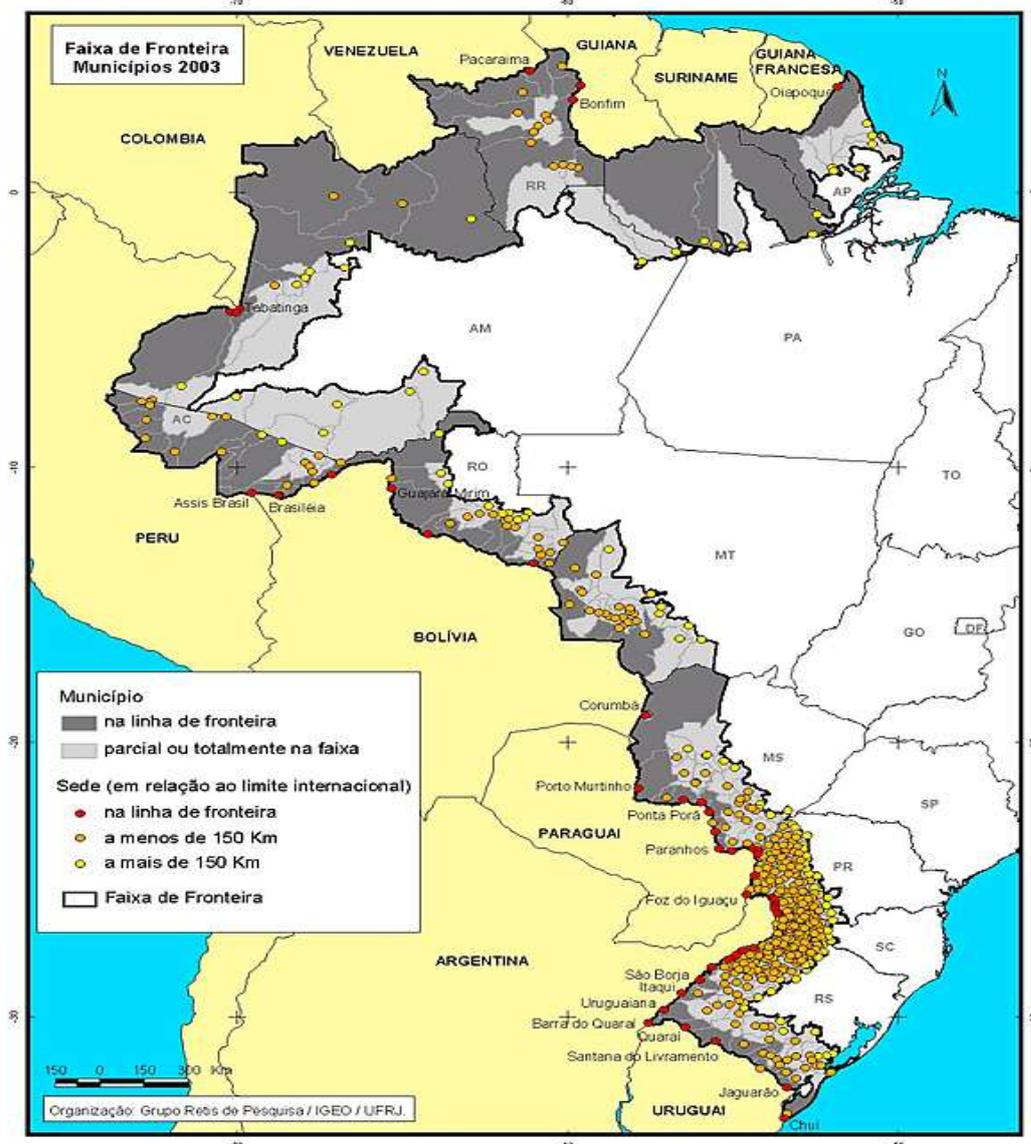 Faixa de Fronteira
Municípios 2003
VENEZUELA
GUIANA
SURINAME
GUIANA
FRANCESA
COLOMBIA
Pacaraima
Bonfim
Oiapoque
N
RR
AP
0
Tabatinga
AM
PA
AC
RO
TO
Assis Brasil
Brasiléia
Guajará Mirim
PERU
MT
BOLÍVIA
GO
DF
Município
na linha de fronteira
parcial ou totalmente na faixa
Sede (em relação ao limite internacional)
na linha de fronteira
a menos de 150 Km
a mais de 150 Km
Faixa de Fronteira
Corumbá
MS
Porto Murtinho
SP
Ponta Porã
PARAGUAI
Paranhos
PR
Foz do Iguaçu
SC
ARGENTINA
São Borja
Itaqui
RS
Uruguaiana
Barra do Quaraí
Quaraí
Santana do Livramento
150 0 150 300 Km
Jaguarão
Organização: Grupo Retis de Pesquisa / IGEO / UFRJ.
URUGUAI
Chuí